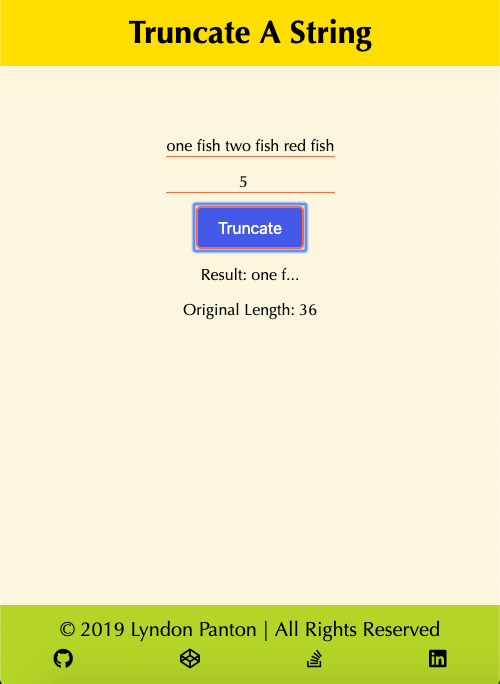 Truncate A String
one fish two fish red fish
5
Truncate
Result: one f...
Original Length: 36
© 2019 Lyndon Panton | All Rights Reserved